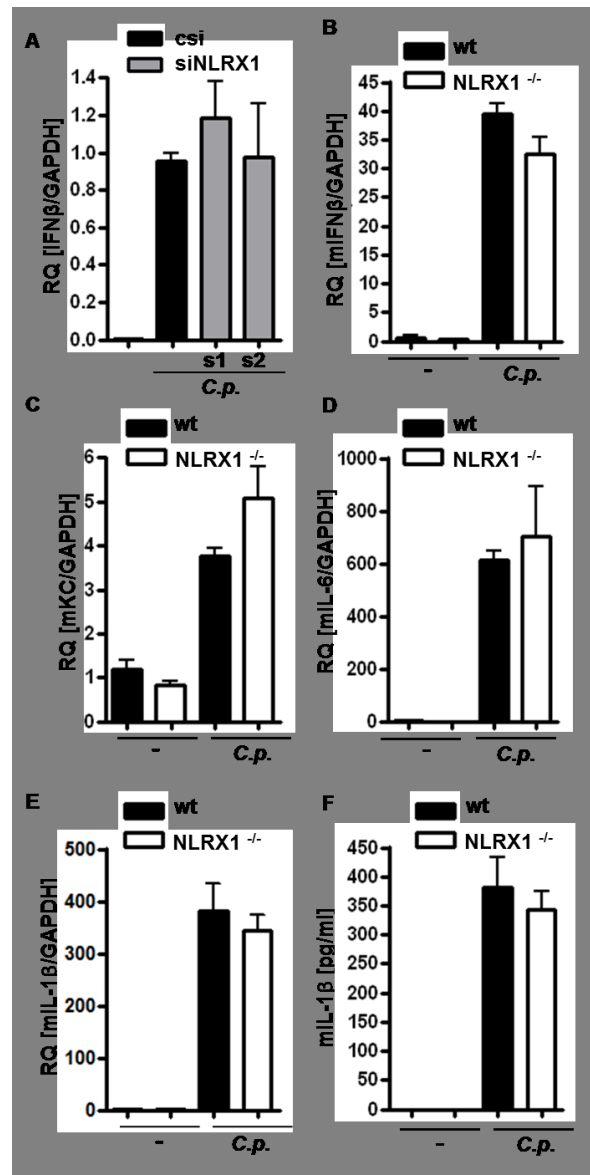 A
csi
siNLRX1
RQ [IFNβ/GAPDH]
1.4
1.2
1.0
0.8
0.6
0.4
0.2
0.0
s1 s2
C.p.
B
wt
NLRX1 -/-
RQ [mIFNβ/GAPDH]
45
40
35
30
25
20
15
10
5
0
- C.p.
C
wt
NLRX1 -/-
RQ [mKC/GAPDH]
6
5
4
3
2
1
0
- C.p.
D
wt
NLRX1 -/-
RQ [mIL-6/GAPDH]
1000
800
600
400
200
0
- C.p.
E
wt
NLRX1 -/-
RQ [mIL-1β/GAPDH]
500
400
300
200
100
0
- C.p.
F
wt
NLRX1 -/-
mIL-1β [pg/ml]
450
400
350
300
250
200
150
100
50
0
- C.p.